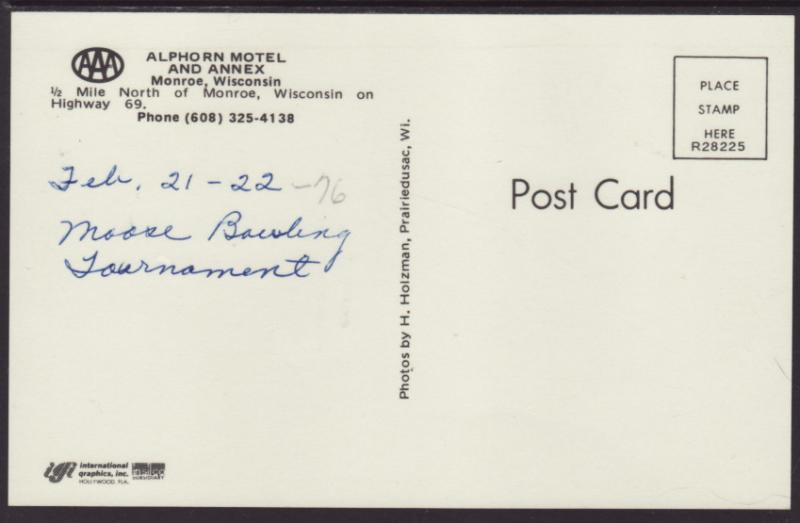 AAA
ALPHORN MOTEL
AND ANNEX
Monroe, Wisconsin
½ Mile North of Monroe, Wisconsin on
Highway 69.
Phone (608) 325-4138
Feb. 21-22-76
Moose Bowling
Tournament
Photos by H. Holzman, Prairiedusac, Wi.
PLACE
STAMP
HERE
R28225
Post Card
igi international
graphics, inc.
HOLLYWOOD, FLA.
SUBSIDIARY